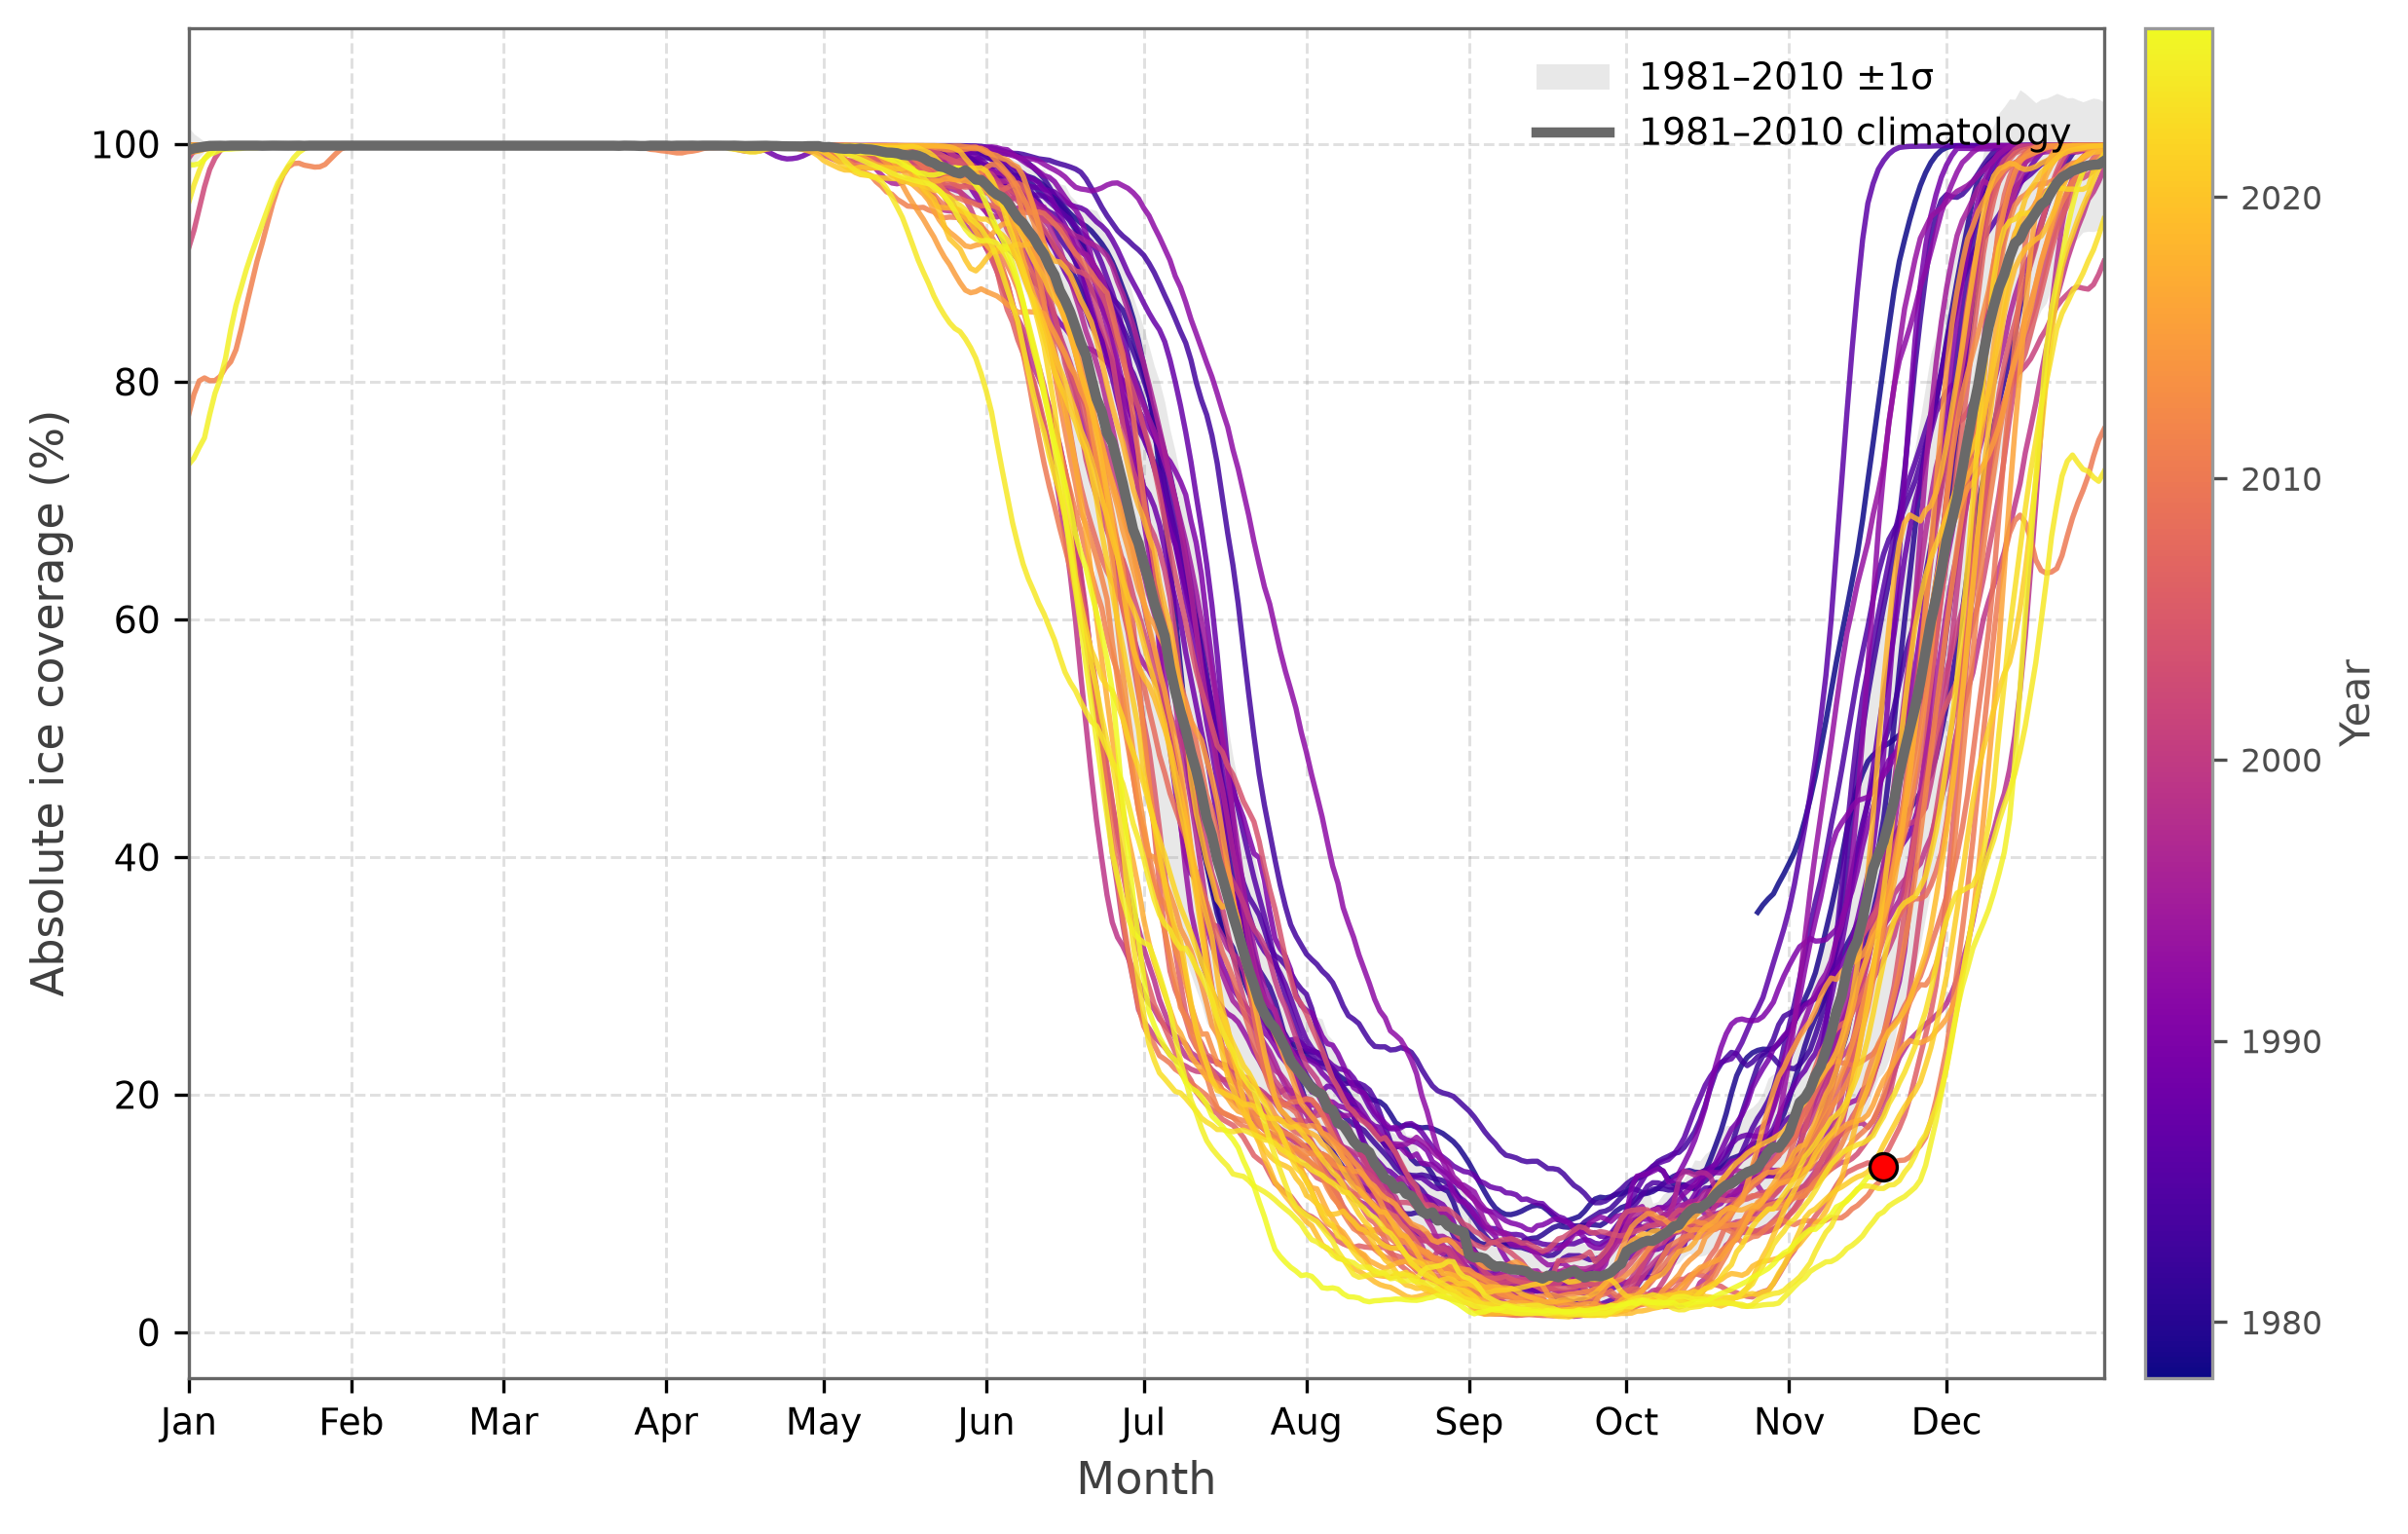 1981–2010 ±1σ
1981–2010 climatology
Absolute ice coverage (%)
100
80
60
40
20
0
Jan Feb Mar Apr May Jun Jul Aug Sep Oct Nov Dec
Month
2020
2010
2000
1990
1980
Year